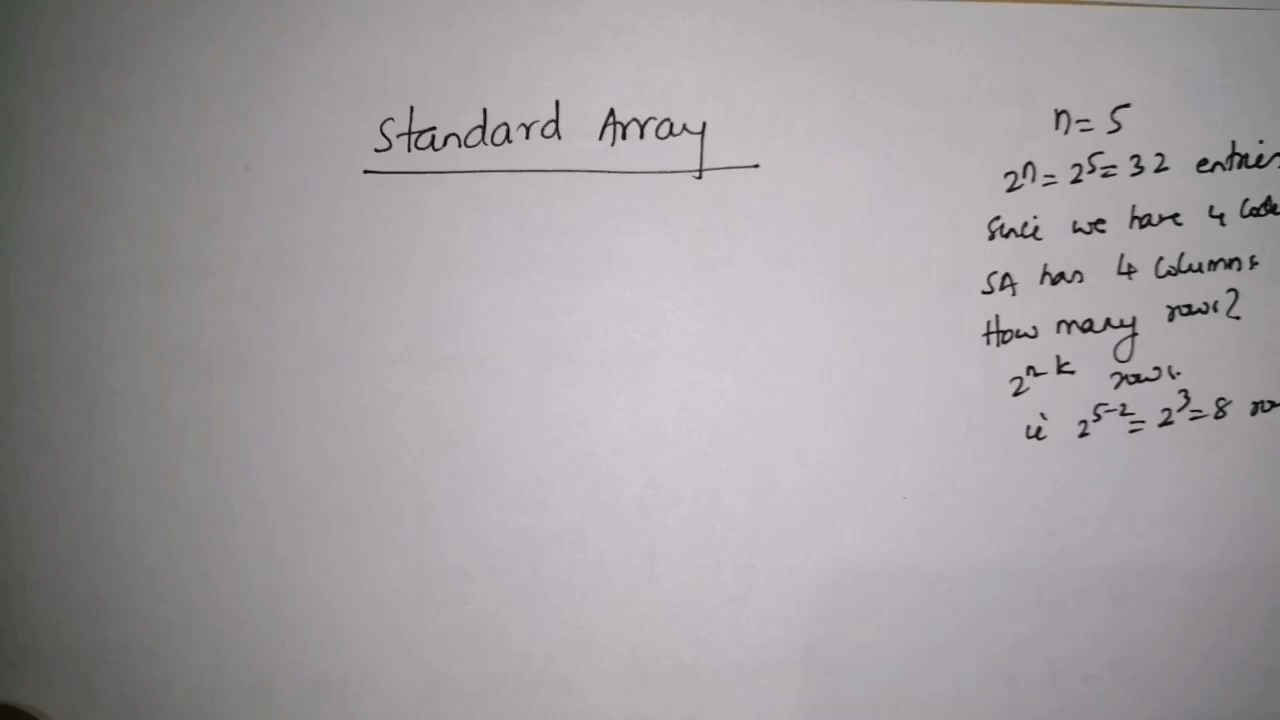 Standard Array
n = 5
2^n = 2^5 = 32 entries
Since we have 4 Code
SA has 4 Columns
How many rows?
2^n-k rows.
ie 2^5-2 = 2^3 = 8 ro